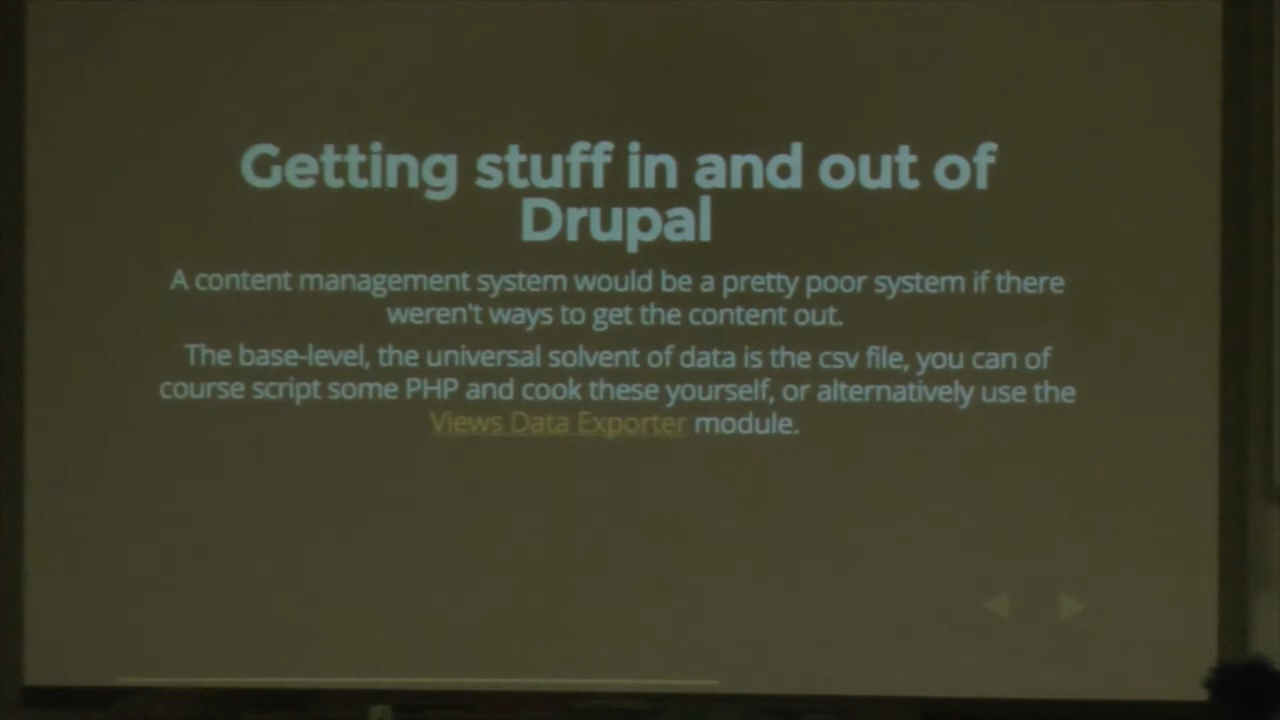 Getting stuff in and out of
Drupal
A content management system would be a pretty poor system if there
weren't ways to get the content out.
The base-level, the universal solvent of data is the csv file, you can of
course script some PHP and cook these yourself, or alternatively use the
Views Data Exporter module.